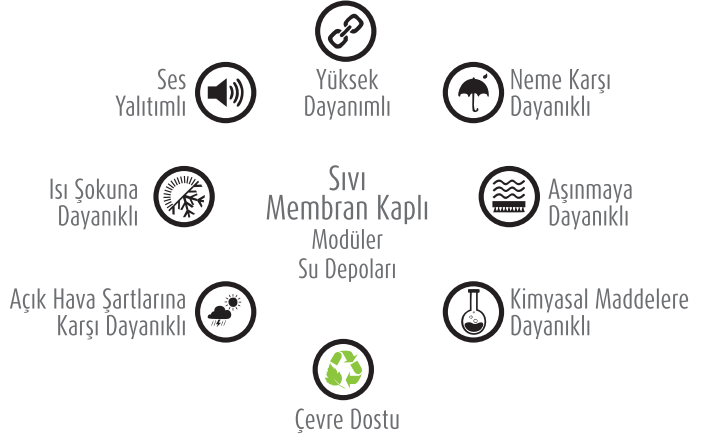 Yüksek
Dayanımlı
Ses
Yalıtımlı
Neme Karşı
Dayanıklı
Isı Şokuna
Dayanıklı
Sıvı
Membran Kaplı
Modüler
Su Depoları
Aşınmaya
Dayanıklı
Açık Hava Şartlarına
Karşı Dayanıklı
Kimyasal Maddelere
Dayanıklı
Çevre Dostu